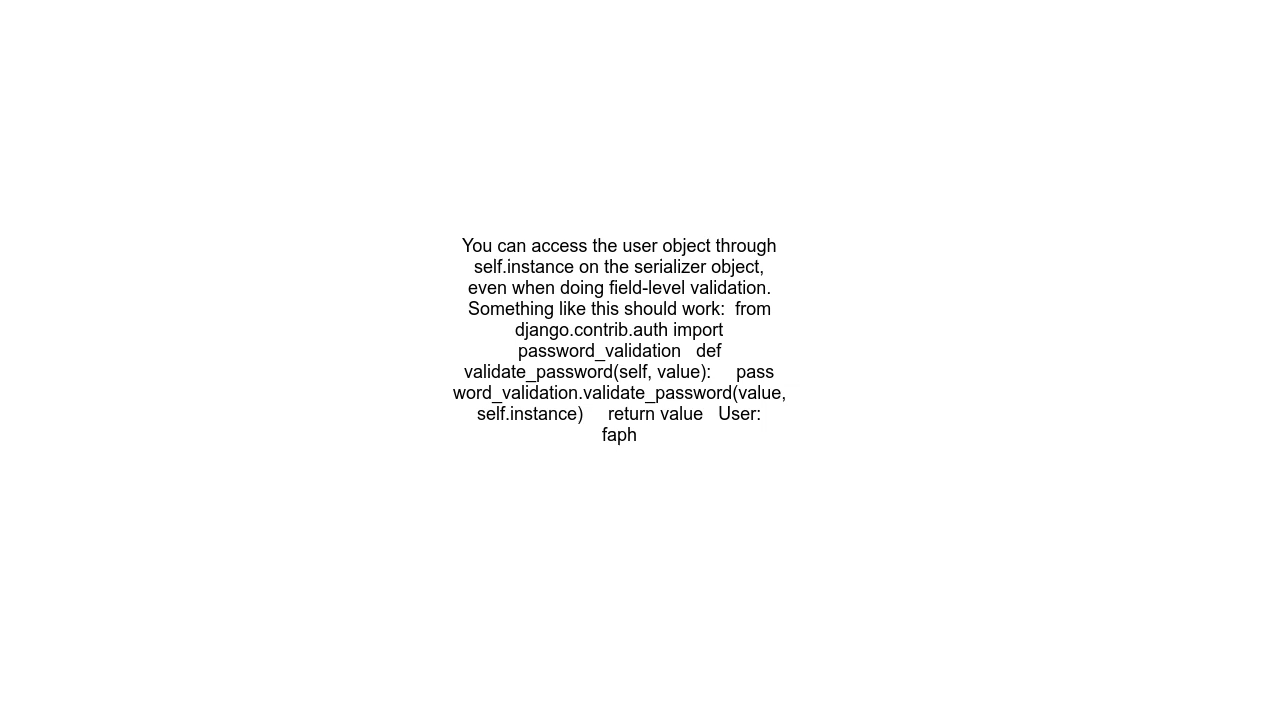 You can access the user object through
self.instance on the serializer object,
even when doing field-level validation.
Something like this should work:  from
django.contrib.auth import
password_validation   def
validate_password(self, value):     pass
word_validation.validate_password(value,
self.instance)     return value   User:
faph